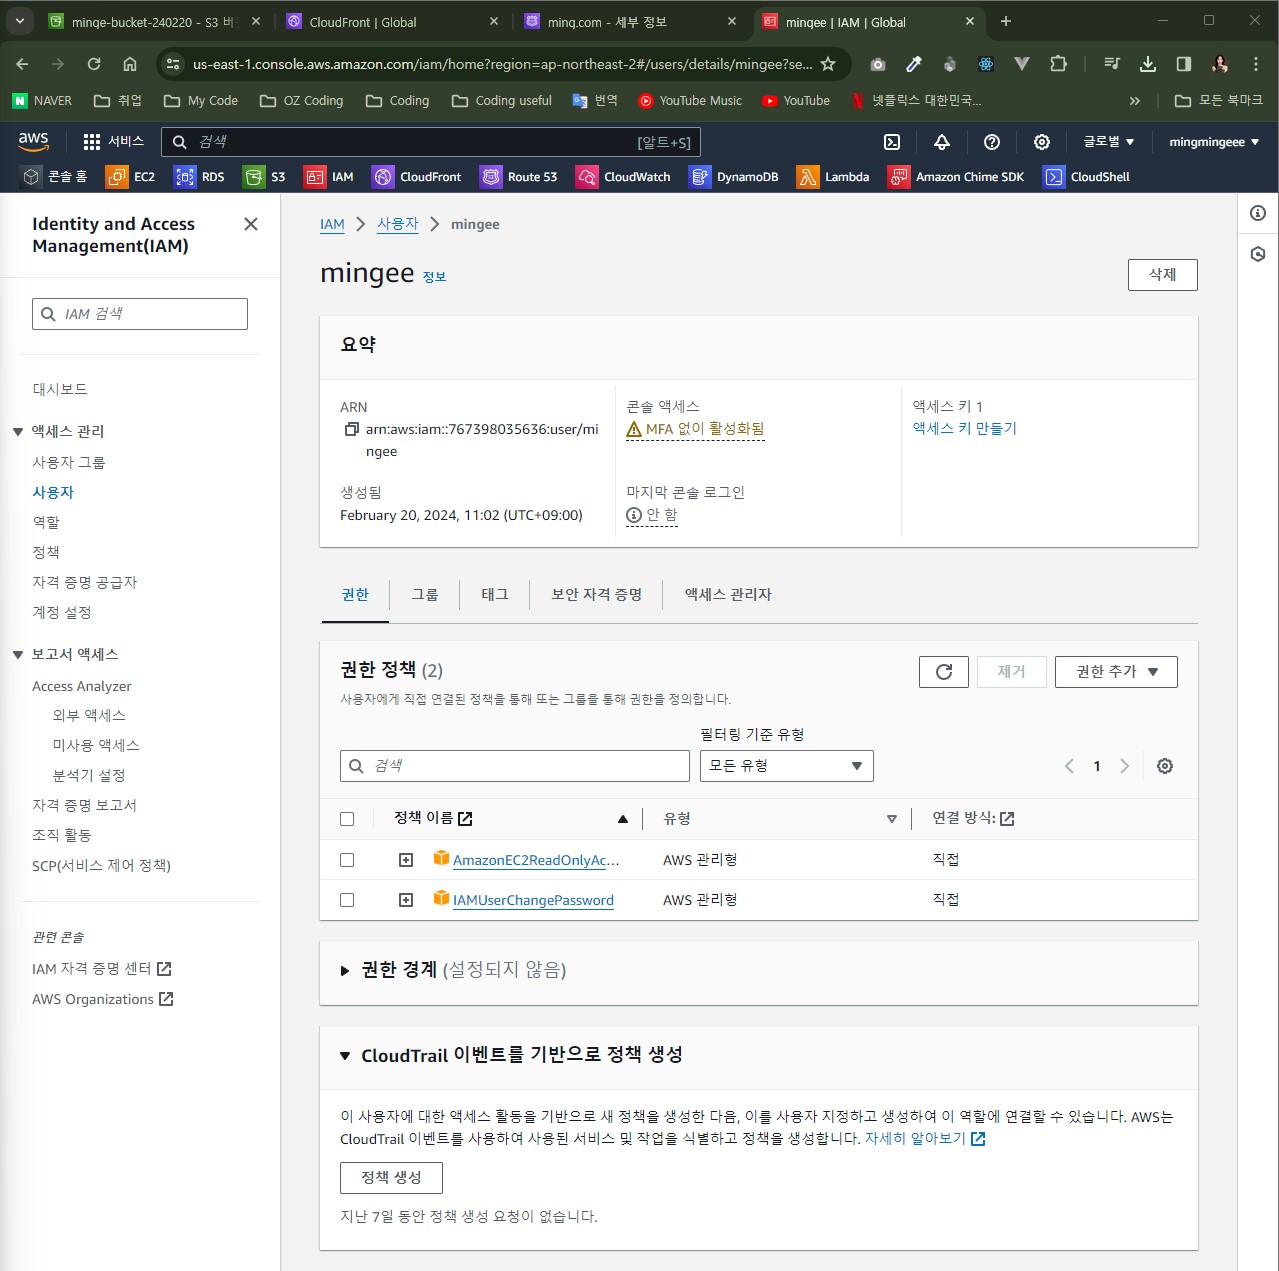 minge-bucket-240220 - S3 버
CloudFront | Global
minq.com - 세부 정보
mingee | IAM | Global
us-east-1.console.aws.amazon.com/iam/home?region=ap-northeast-2#/users/details/mingee?se...
NAVER
취업
My Code
OZ Coding
Coding
Coding useful
번역
YouTube Music
YouTube
넷플릭스 대한민국...
모든 북마크
aws
서비스
검색
[알트+S]
글로벌
mingmingeee
콘솔 홈
EC2
RDS
S3
IAM
CloudFront
Route 53
CloudWatch
DynamoDB
Lambda
Amazon Chime SDK
CloudShell
Identity and Access
Management(IAM)
IAM 검색
대시보드
액세스 관리
사용자 그룹
사용자
역할
정책
자격 증명 공급자
계정 설정
보고서 액세스
Access Analyzer
외부 액세스
미사용 액세스
분석기 설정
자격 증명 보고서
조직 활동
SCP(서비스 제어 정책)
관련 콘솔
IAM 자격 증명 센터
AWS Organizations
IAM
사용자
mingee
mingee 정보
삭제
요약
ARN
arn:aws:iam::767398035636:user/mi
ngee
콘솔 액세스
MFA 없이 활성화됨
액세스 키 1
액세스 키 만들기
생성됨
February 20, 2024, 11:02 (UTC+09:00)
마지막 콘솔 로그인
안 함
권한
그룹
태그
보안 자격 증명
액세스 관리자
권한 정책 (2)
제거
권한 추가
사용자에게 직접 연결된 정책을 통해 또는 그룹을 통해 권한을 정의합니다.
필터링 기준 유형
검색
모든 유형
1
정책 이름
유형
연결 방식:
AmazonEC2ReadOnlyAc...
AWS 관리형
직접
IAMUserChangePassword
AWS 관리형
직접
권한 경계 (설정되지 않음)
CloudTrail 이벤트를 기반으로 정책 생성
이 사용자에 대한 액세스 활동을 기반으로 새 정책을 생성한 다음, 이를 사용자 지정하고 생성하여 이 역할에 연결할 수 있습니다. AWS는
CloudTrail 이벤트를 사용하여 사용된 서비스 및 작업을 식별하고 정책을 생성합니다. 자세히 알아보기
정책 생성
지난 7일 동안 정책 생성 요청이 없습니다.